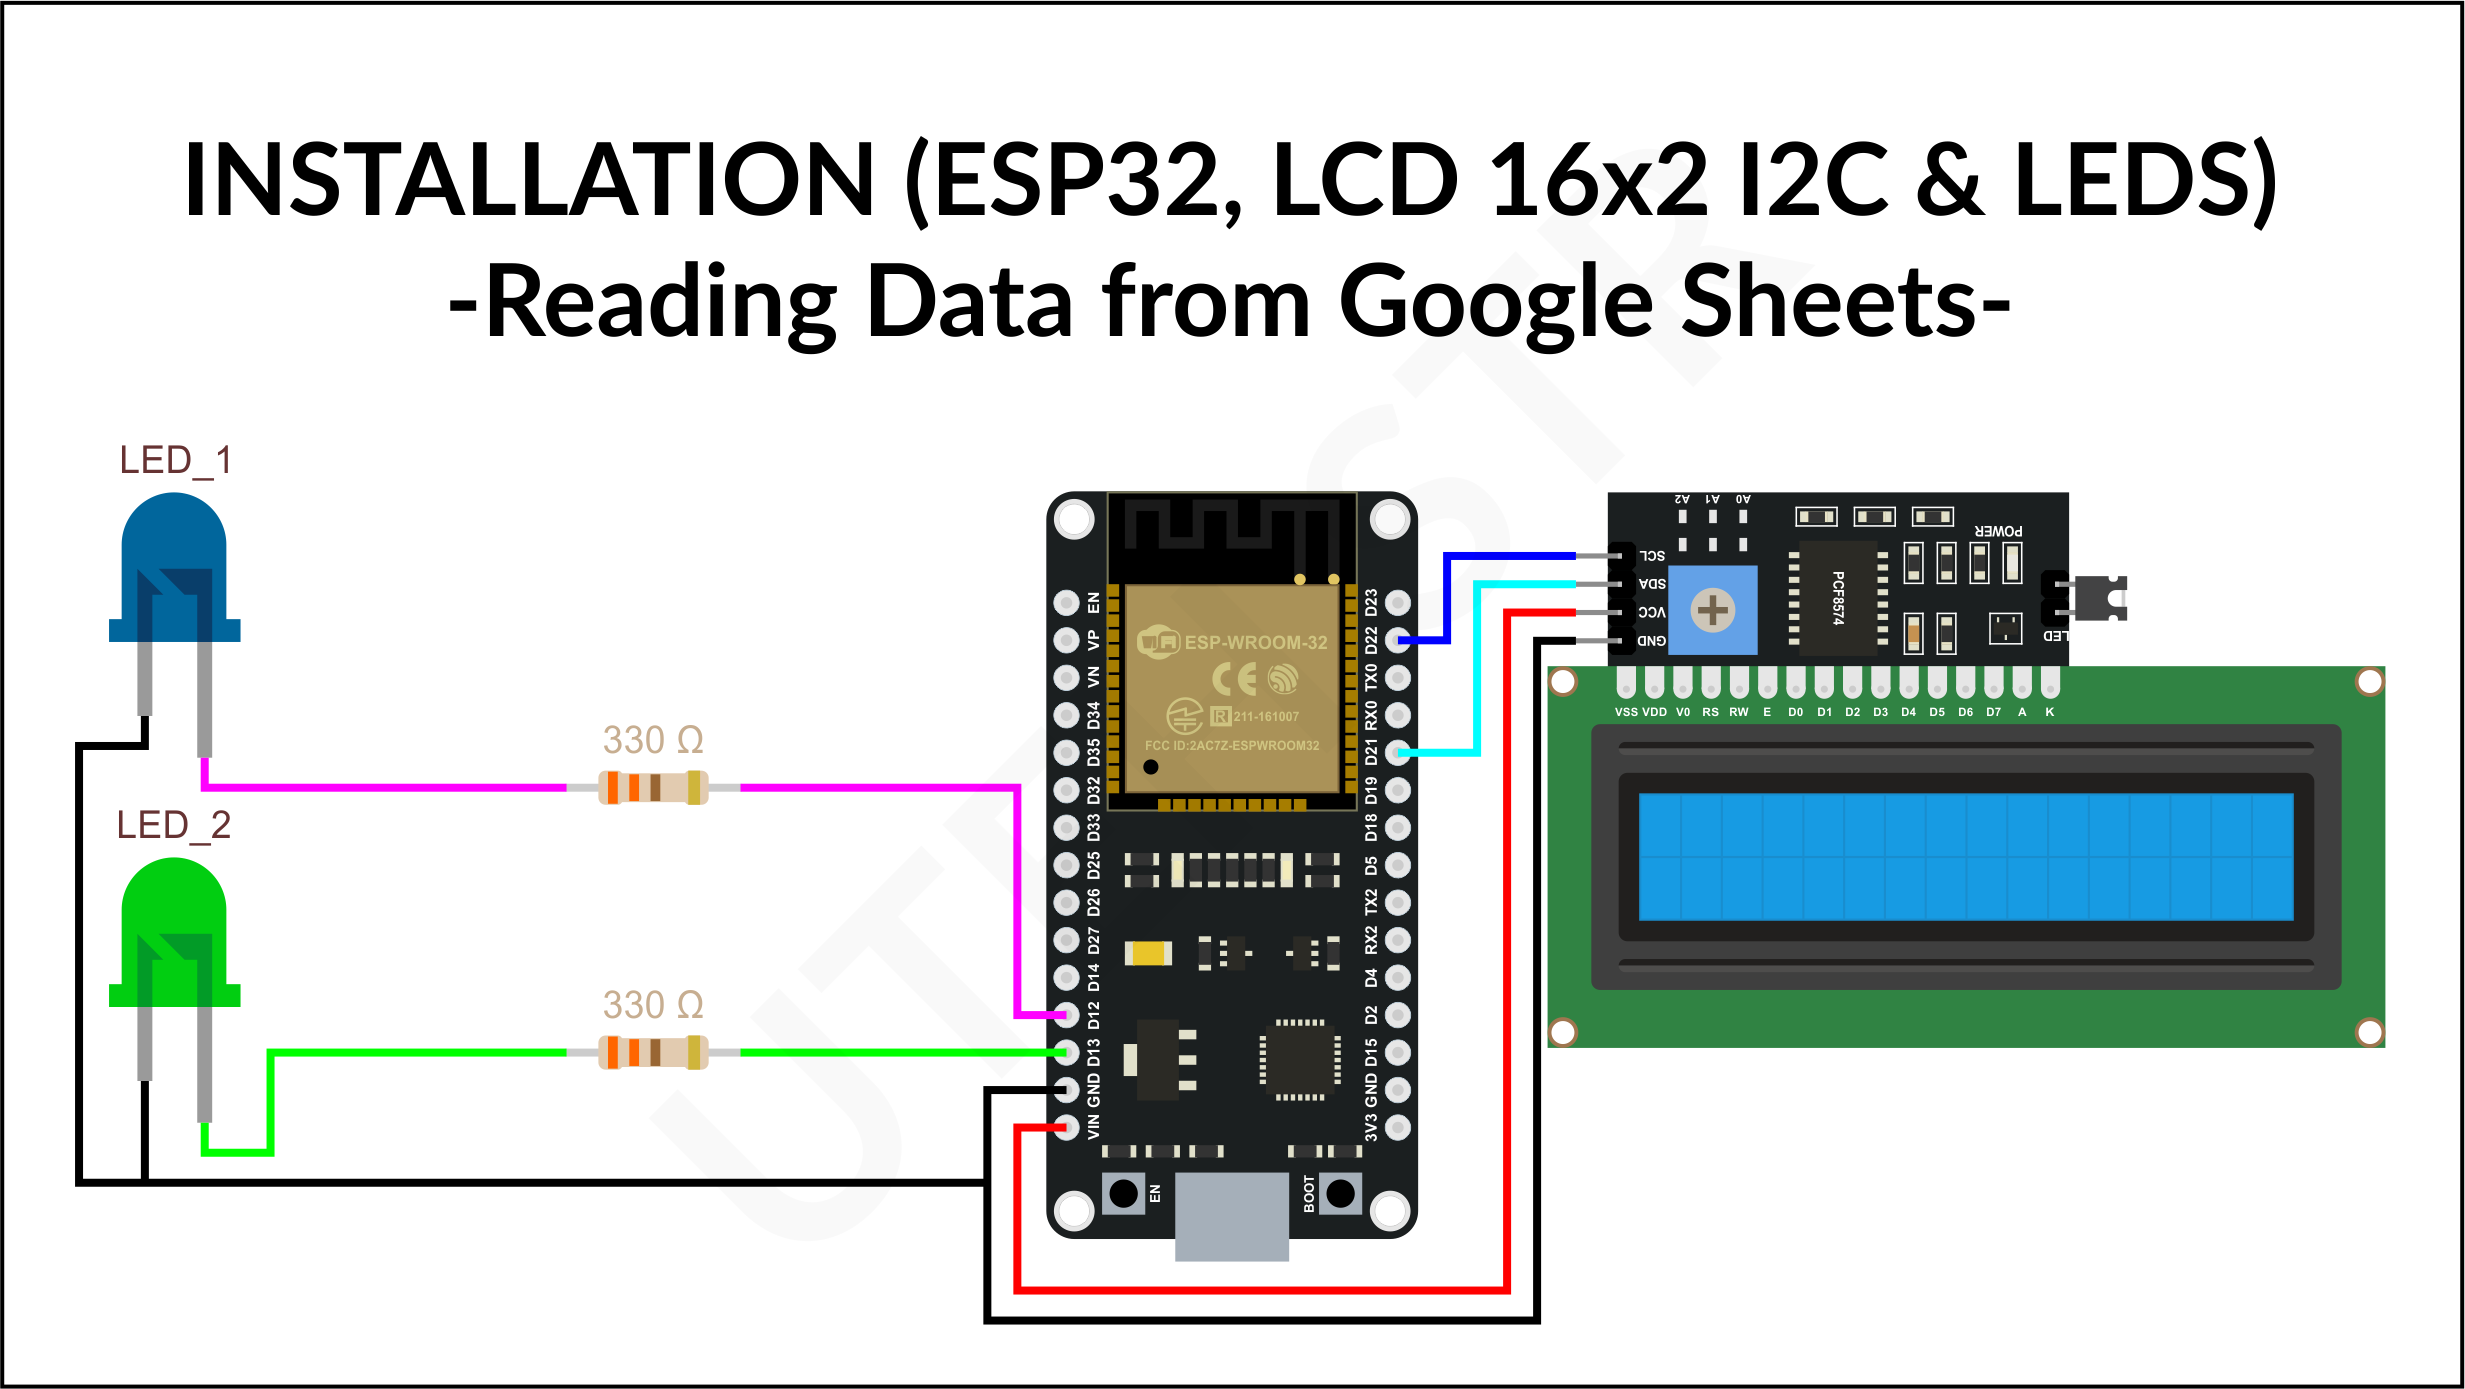 INSTALLATION (ESP32, LCD 16x2 I2C & LEDS)
-Reading Data from Google Sheets-
LED_1
330 Ω
LED_2
330 Ω
EN
VP
VN
D34
D35
D32
D33
D25
D26
D27
D14
D12
D13
GND
VIN
WiFi ESP-WROOM-32
CE
R 211-161007
FCC ID:2AC7Z-ESPWROOM32
D23
D22
TX0
RX0
D21
D19
D18
D5
TX2
RX2
D4
D2
D15
GND
3V3
EN
BOOT
A2 A1 A0
POWER
SCL
SDA
VCC
GND
PCF8574
LED
VSS VDD V0 RS RW E D0 D1 D2 D3 D4 D5 D6 D7 A K
UTEH STR